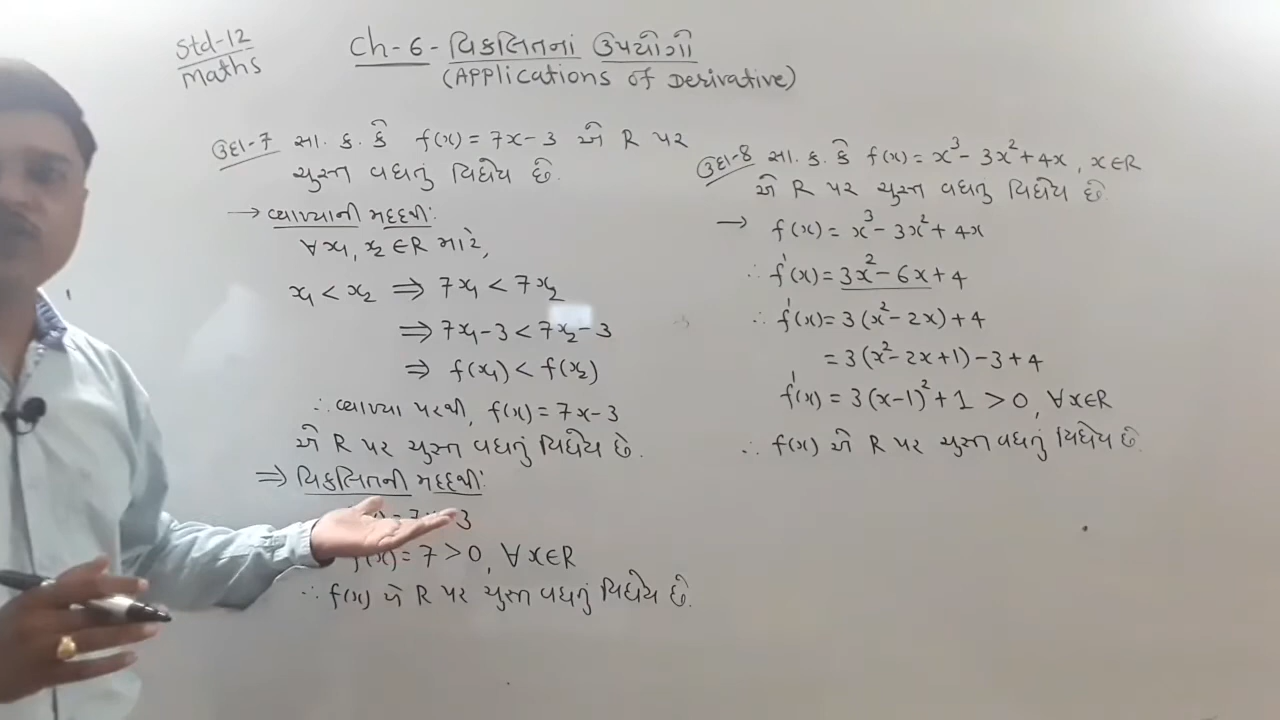 Std-12
Maths
Ch-6 - વિકલિતનાં ઉપયોગો
(Applications of Derivative)
ઉદા-7 સા. ક. કે f(x) = 7x - 3 એ R પર
ચુસ્ત વધતું વિધેય છે.
→ વ્યાખ્યાની મદદથી:
∀ x₁, x₂ ∈ R માટે,
x₁ < x₂ ⇒ 7x₁ < 7x₂
⇒ 7x₁ - 3 < 7x₂ - 3
⇒ f(x₁) < f(x₂)
∴ વ્યાખ્યા પરથી, f(x) = 7x - 3
એ R પર ચુસ્ત વધતું વિધેય છે.
⇒ વિકલિતની મદદથી:
= 7x - 3
f(x) = 7 > 0, ∀ x ∈ R
∴ f(x) એ R પર ચુસ્ત વધતું વિધેય છે.
ઉદા-8 સા. ક. કે f(x) = x³ - 3x² + 4x, x ∈ R
એ R પર ચુસ્ત વધતું વિધેય છે.
→ f(x) = x³ - 3x² + 4x
∴ f'(x) = 3x² - 6x + 4
∴ f'(x) = 3(x² - 2x) + 4
= 3(x² - 2x + 1) - 3 + 4
f'(x) = 3(x - 1)² + 1 > 0, ∀ x ∈ R
∴ f(x) એ R પર ચુસ્ત વધતું વિધેય છે.